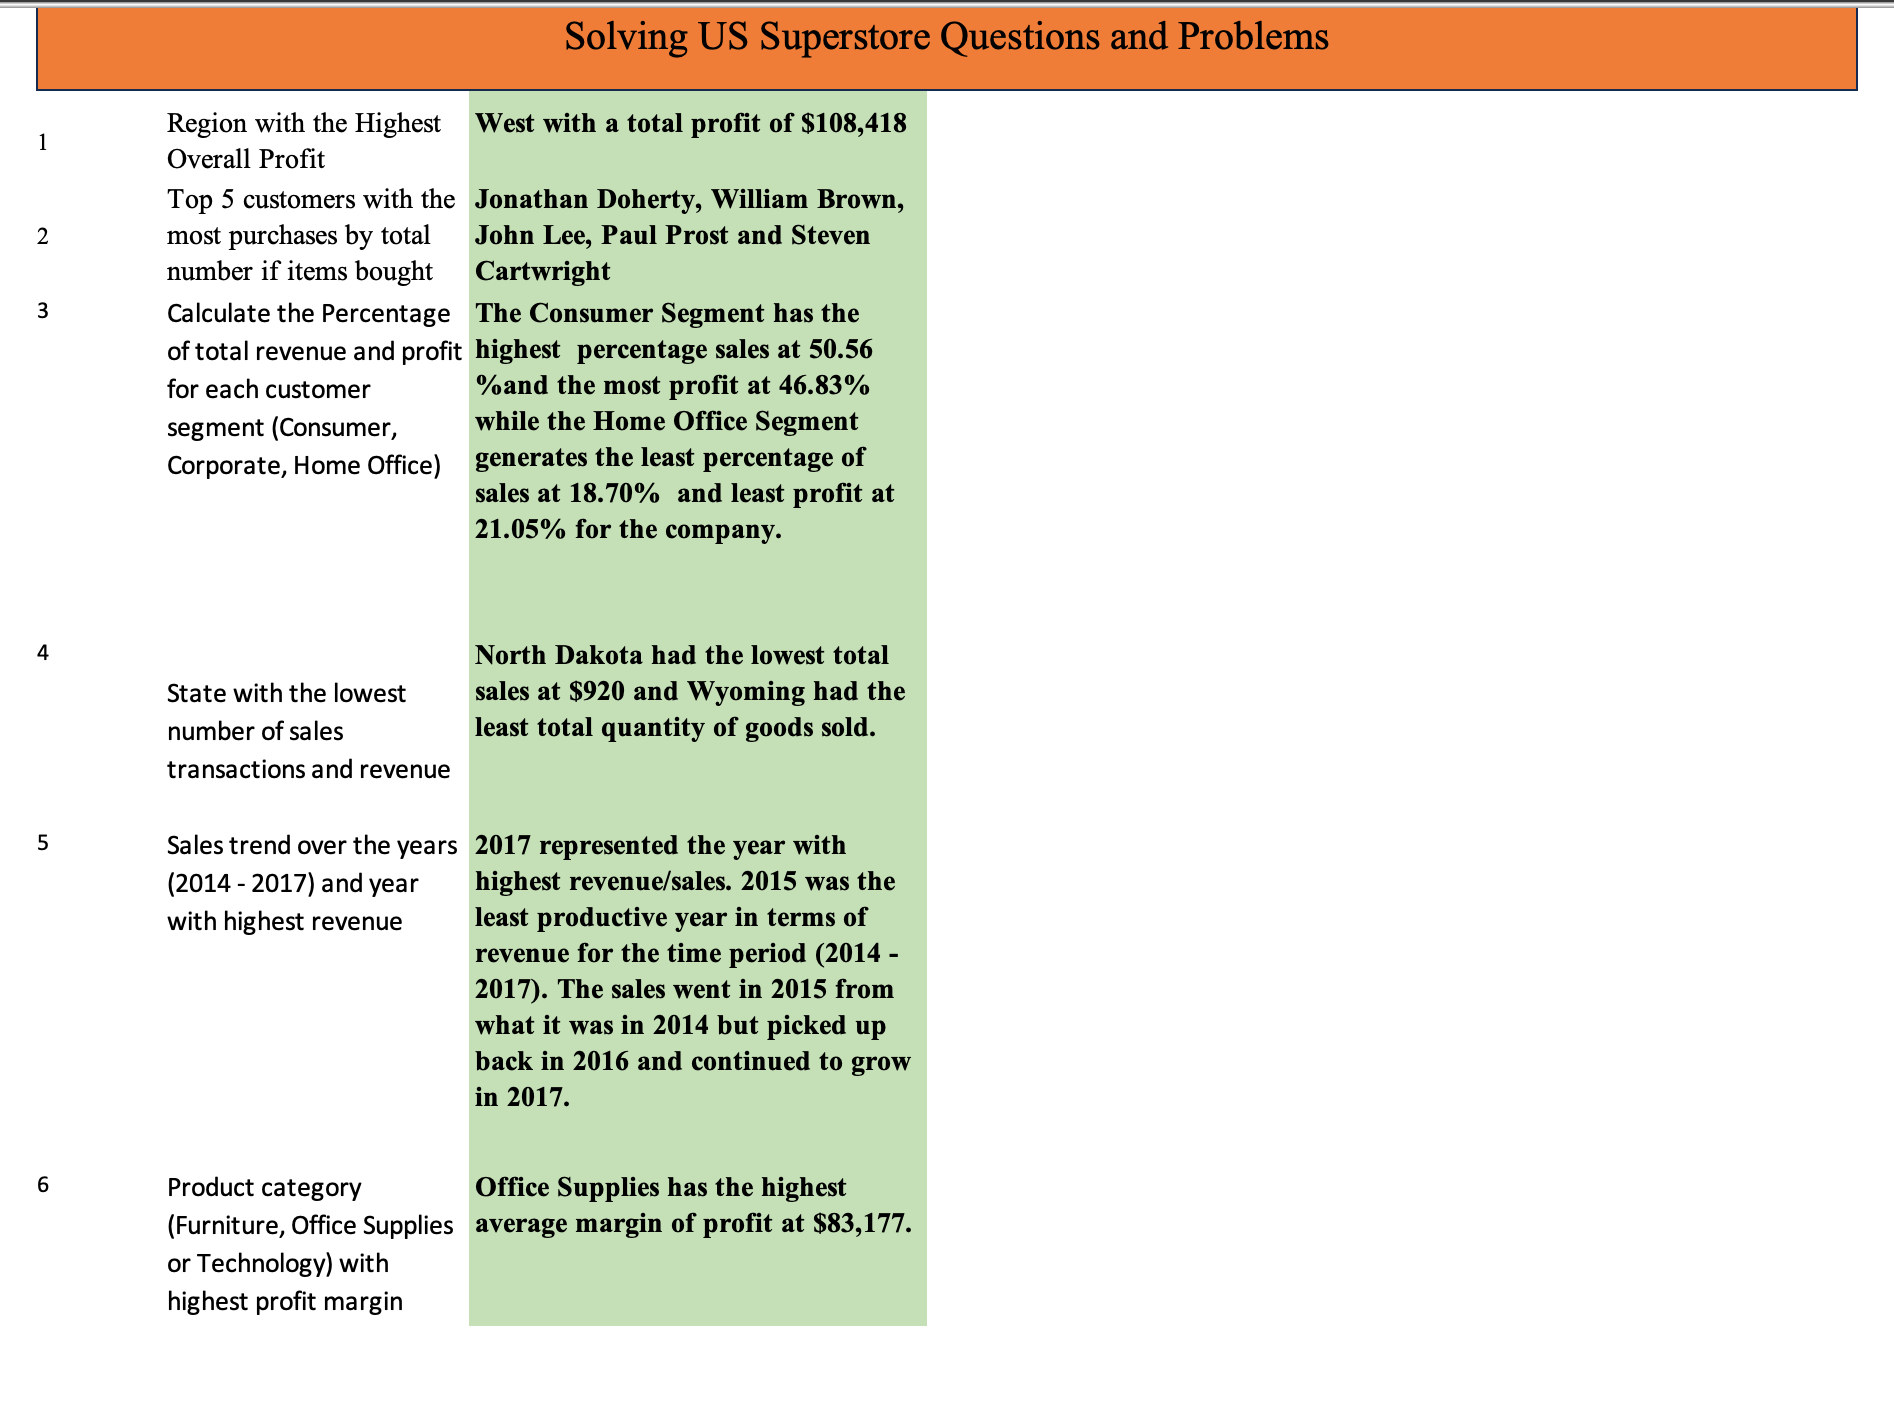 Solving US Superstore Questions and Problems
1
Region with the Highest
Overall Profit
West with a total profit of $108,418
2
Top 5 customers with the
most purchases by total
number if items bought
Jonathan Doherty, William Brown,
John Lee, Paul Prost and Steven
Cartwright
3
Calculate the Percentage
of total revenue and profit
for each customer
segment (Consumer,
Corporate, Home Office)
The Consumer Segment has the
highest  percentage sales at 50.56
%and the most profit at 46.83%
while the Home Office Segment
generates the least percentage of
sales at 18.70%  and least profit at
21.05% for the company.
4
State with the lowest
number of sales
transactions and revenue
North Dakota had the lowest total
sales at $920 and Wyoming had the
least total quantity of goods sold.
5
Sales trend over the years
(2014 - 2017) and year
with highest revenue
2017 represented the year with
highest revenue/sales. 2015 was the
least productive year in terms of
revenue for the time period (2014 -
2017). The sales went in 2015 from
what it was in 2014 but picked up
back in 2016 and continued to grow
in 2017.
6
Product category
(Furniture, Office Supplies
or Technology) with
highest profit margin
Office Supplies has the highest
average margin of profit at $83,177.